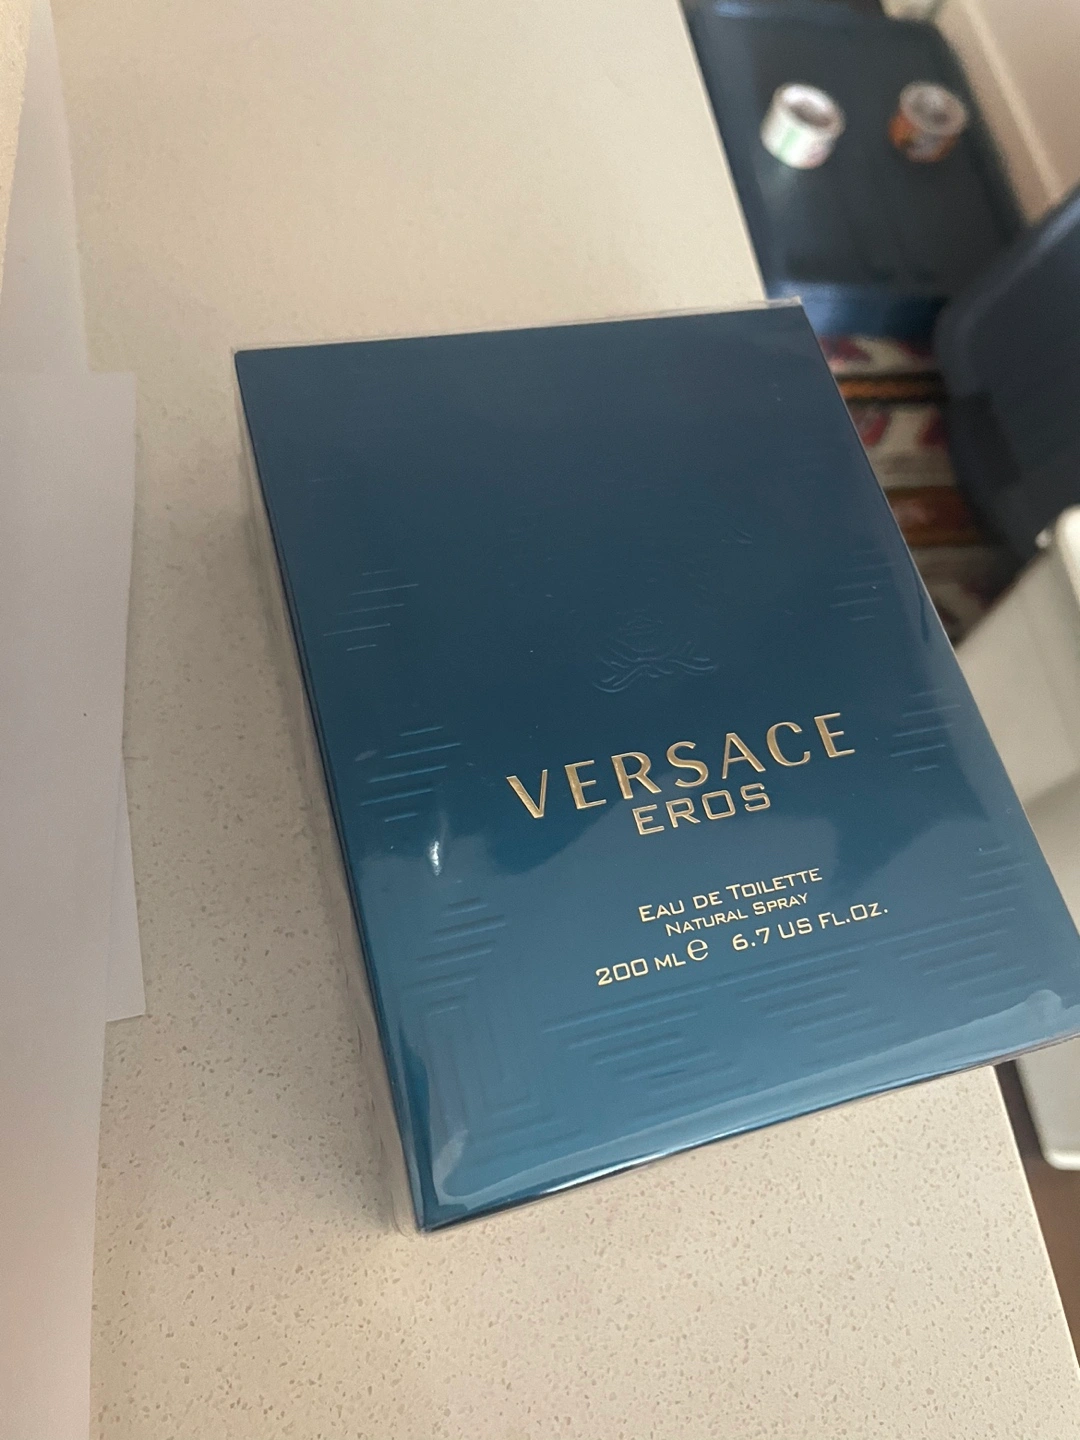 VERSACE
EROS
EAU DE TOILETTE
NATURAL SPRAY
200 ML ℮ 6.7 US FL.OZ.